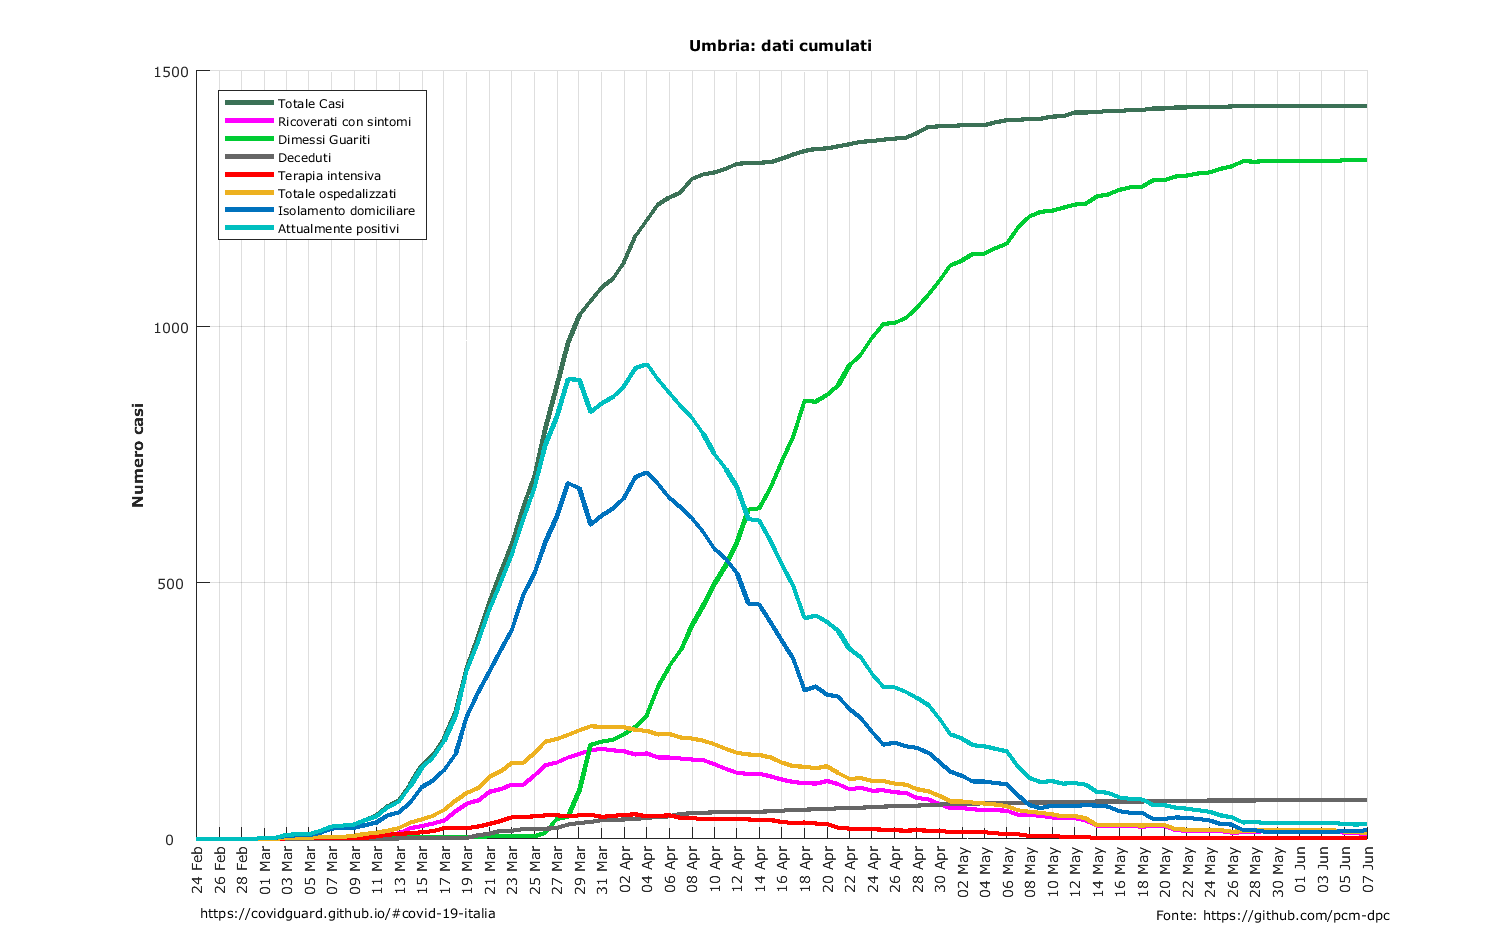 Umbria: dati cumulati
Numero casi
1500
1000
500
0
Totale Casi
Ricoverati con sintomi
Dimessi Guariti
Deceduti
Terapia intensiva
Totale ospedalizzati
Isolamento domiciliare
Attualmente positivi
24 Feb
26 Feb
28 Feb
01 Mar
03 Mar
05 Mar
07 Mar
09 Mar
11 Mar
13 Mar
15 Mar
17 Mar
19 Mar
21 Mar
23 Mar
25 Mar
27 Mar
29 Mar
31 Mar
02 Apr
04 Apr
06 Apr
08 Apr
10 Apr
12 Apr
14 Apr
16 Apr
18 Apr
20 Apr
22 Apr
24 Apr
26 Apr
28 Apr
30 Apr
02 May
04 May
06 May
08 May
10 May
12 May
14 May
16 May
18 May
20 May
22 May
24 May
26 May
28 May
30 May
01 Jun
03 Jun
05 Jun
07 Jun
https://covidguard.github.io/#covid-19-italia
Fonte: https://github.com/pcm-dpc